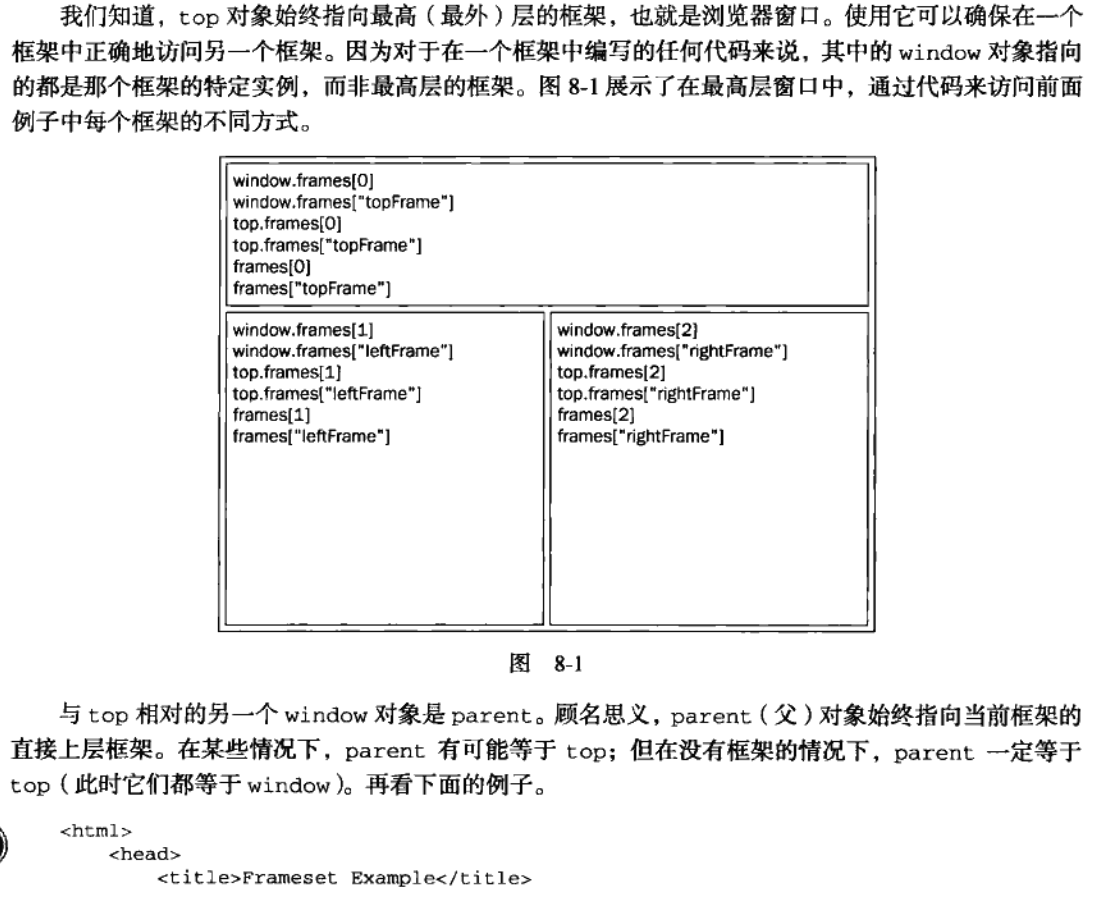 我们知道，top 对象始终指向最高（最外）层的框架，也就是浏览器窗口。使用它可以确保在一个
框架中正确地访问另一个框架。因为对于在一个框架中编写的任何代码来说，其中的 window 对象指向
的都是那个框架的特定实例，而非最高层的框架。图 8-1 展示了在最高层窗口中，通过代码来访问前面
例子中每个框架的不同方式。
window.frames[0]
window.frames["topFrame"]
top.frames[0]
top.frames["topFrame"]
frames[0]
frames["topFrame"]
window.frames[1]
window.frames["leftFrame"]
top.frames[1]
top.frames["leftFrame"]
frames[1]
frames["leftFrame"]
window.frames[2]
window.frames["rightFrame"]
top.frames[2]
top.frames["rightFrame"]
frames[2]
frames["rightFrame"]
图 8-1
与 top 相对的另一个 window 对象是 parent。顾名思义，parent（父）对象始终指向当前框架的
直接上层框架。在某些情况下，parent 有可能等于 top；但在没有框架的情况下，parent 一定等于
top（此时它们都等于 window）。再看下面的例子。
<html>
<head>
<title>Frameset Example</title>